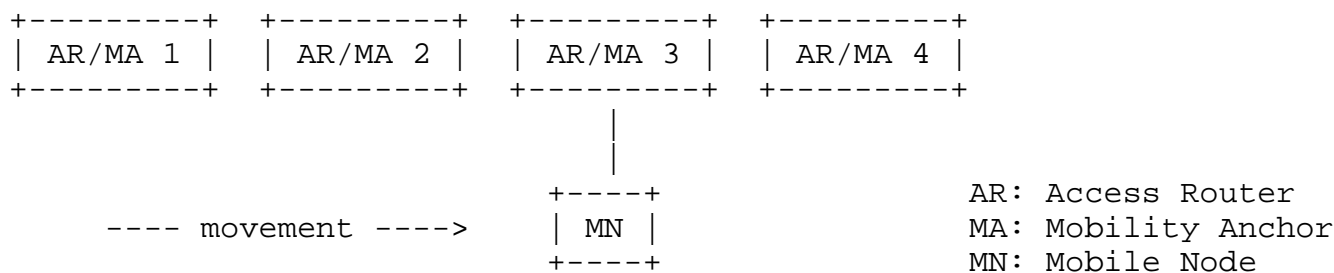 +---------+  +---------+  +---------+  +---------+
| AR/MA 1 |  | AR/MA 2 |  | AR/MA 3 |  | AR/MA 4 |
+---------+  +---------+  +---------+  +---------+
                               |
                               |
                            +----+                AR: Access Router
     ---- movement ---->    | MN |                MA: Mobility Anchor
                            +----+                MN: Mobile Node